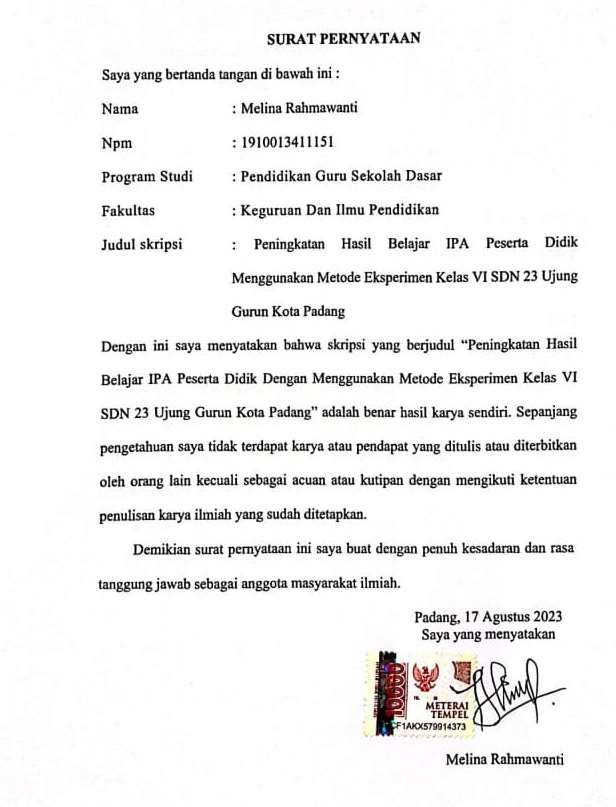 SURAT PERNYATAAN
Saya yang bertanda tangan di bawah ini :
Nama : Melina Rahmawanti
Npm : 1910013411151
Program Studi : Pendidikan Guru Sekolah Dasar
Fakultas : Keguruan Dan Ilmu Pendidikan
Judul skripsi : Peningkatan Hasil Belajar IPA Peserta Didik
Menggunakan Metode Eksperimen Kelas VI SDN 23 Ujung
Gurun Kota Padang
Dengan ini saya menyatakan bahwa skripsi yang berjudul “Peningkatan Hasil
Belajar IPA Peserta Didik Dengan Menggunakan Metode Eksperimen Kelas VI
SDN 23 Ujung Gurun Kota Padang” adalah benar hasil karya sendiri. Sepanjang
pengetahuan saya tidak terdapat karya atau pendapat yang ditulis atau diterbitkan
oleh orang lain kecuali sebagai acuan atau kutipan dengan mengikuti ketentuan
penulisan karya ilmiah yang sudah ditetapkan.
Demikian surat pernyataan ini saya buat dengan penuh kesadaran dan rasa
tanggung jawab sebagai anggota masyarakat ilmiah.
Padang, 17 Agustus 2023
Saya yang menyatakan
10000
METERAI
TEMPEL
CF1AKX579914373
Melina Rahmawanti